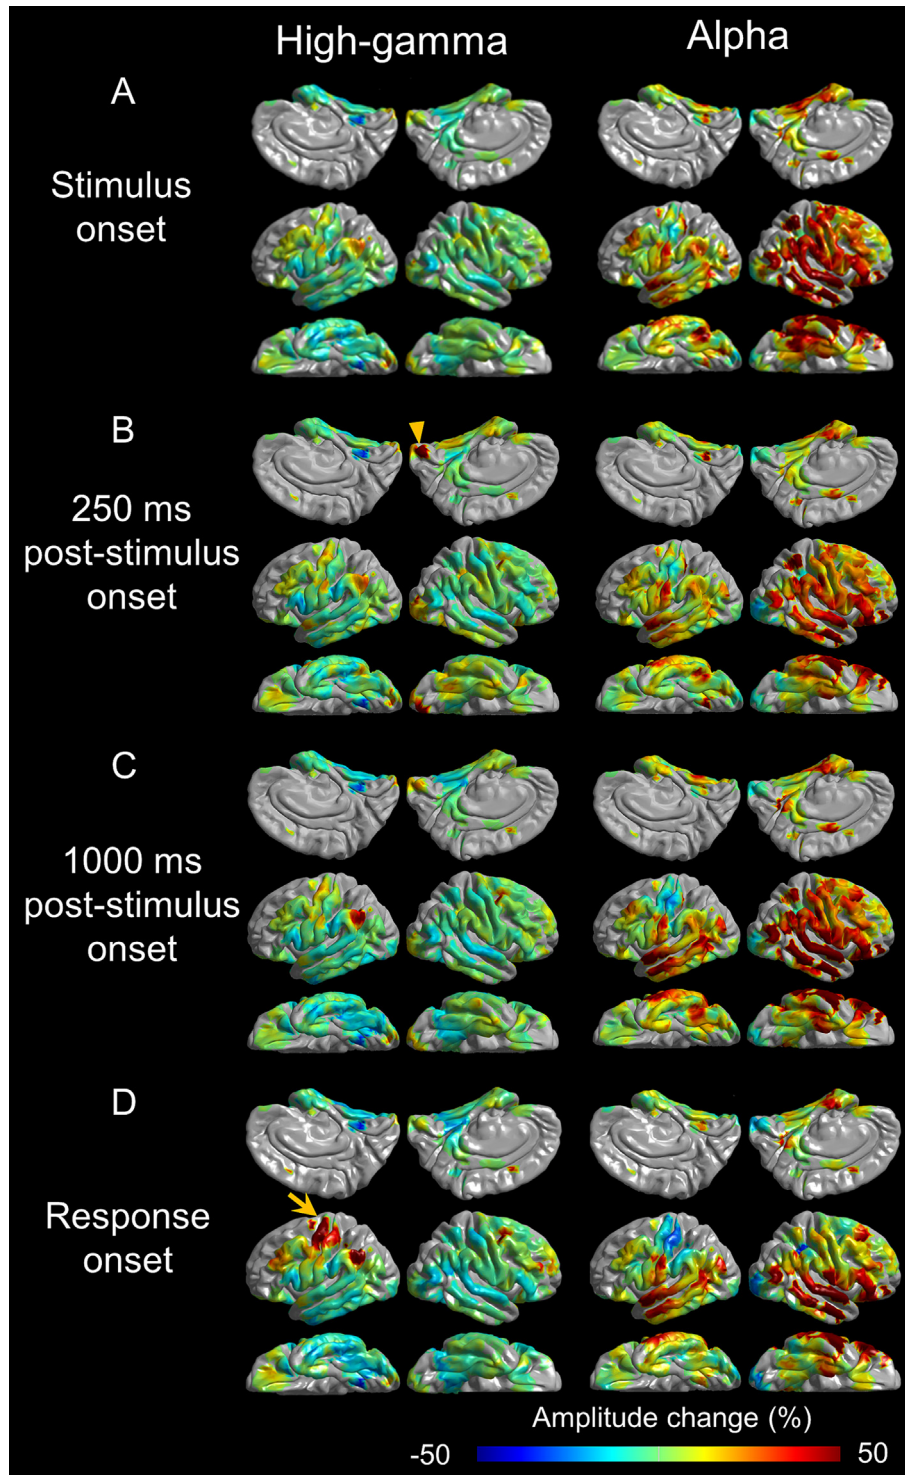 High-gamma
Alpha
A
Stimulus
onset
B
250 ms
post-stimulus
onset
C
1000 ms
post-stimulus
onset
D
Response
onset
Amplitude change (%)
-50
50